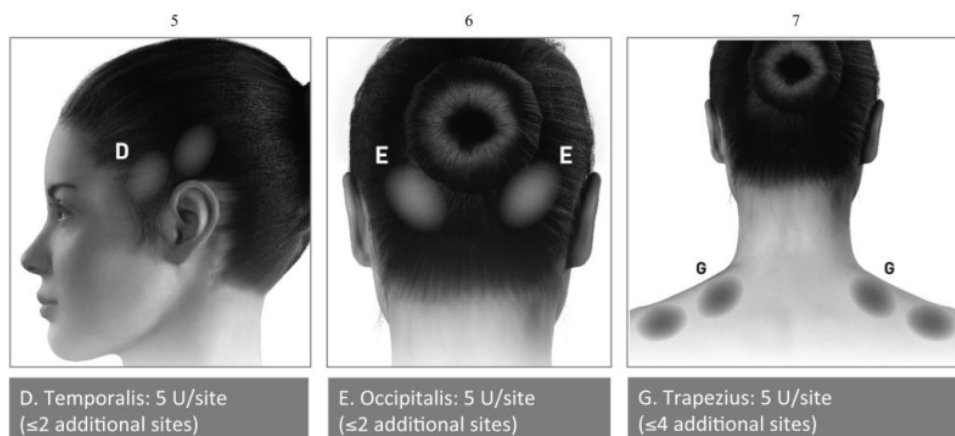 5
6
7
D
E
E
G
G
D. Temporalis: 5 U/site
(≤2 additional sites)
E. Occipitalis: 5 U/site
(≤2 additional sites)
G. Trapezius: 5 U/site
(≤4 additional sites)